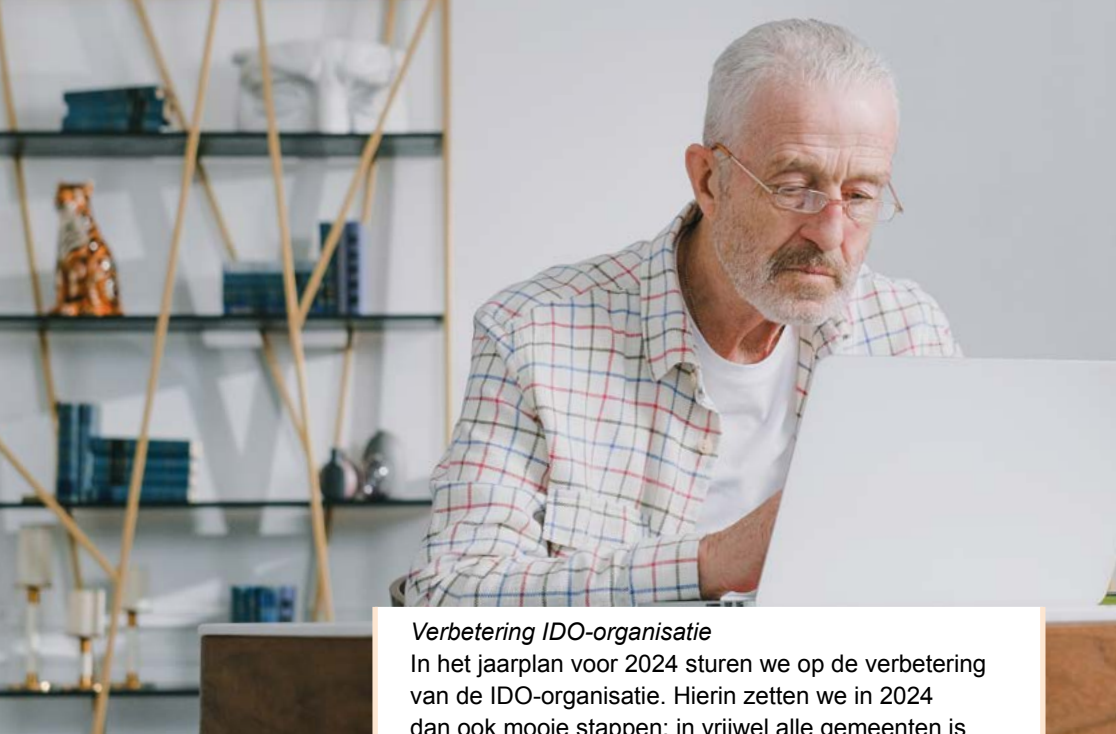 Verbetering IDO-organisatie
In het jaarplan voor 2024 sturen we op de verbetering
van de IDO-organisatie. Hierin zetten we in 2024
dan ook mooie stappen: in vrijwel alle gemeenten is